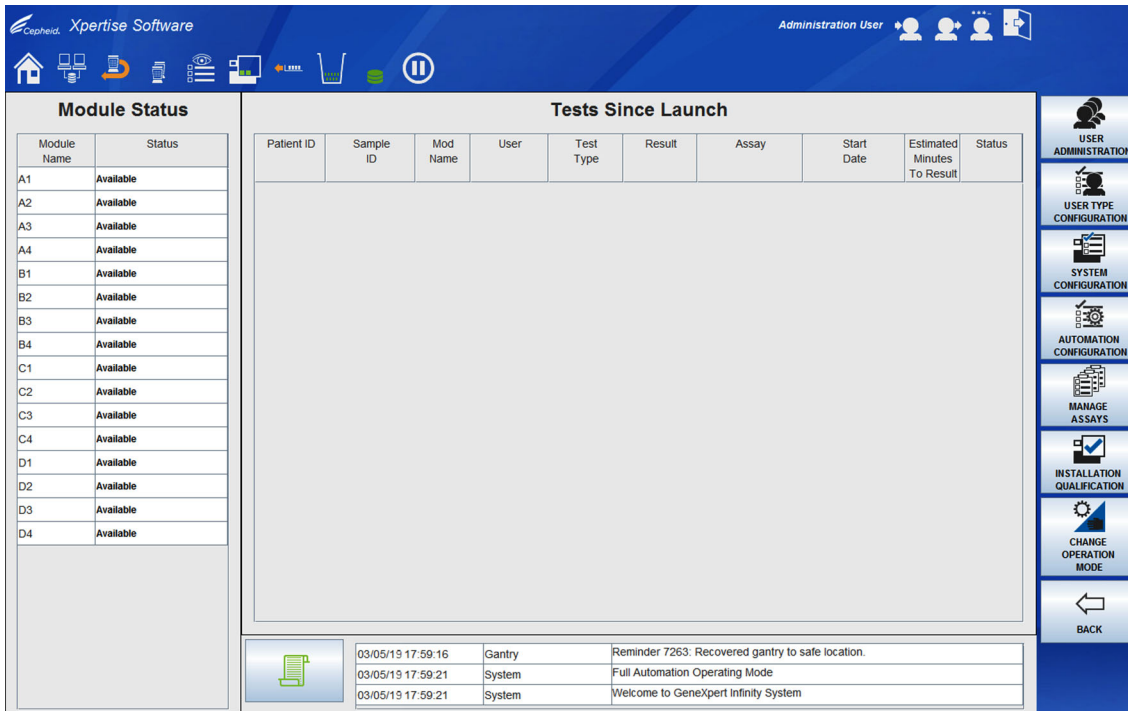 Cepheid. Xpertise Software
Administration User
Module Status
Module Name
Status
A1 Available
A2 Available
A3 Available
A4 Available
B1 Available
B2 Available
B3 Available
B4 Available
C1 Available
C2 Available
C3 Available
C4 Available
D1 Available
D2 Available
D3 Available
D4 Available
Tests Since Launch
Patient ID
Sample ID
Mod Name
User
Test Type
Result
Assay
Start Date
Estimated Minutes To Result
Status
03/05/19 17:59:16 Gantry Reminder 7263: Recovered gantry to safe location.
03/05/19 17:59:21 System Full Automation Operating Mode
03/05/19 17:59:21 System Welcome to GeneXpert Infinity System
USER
ADMINISTRATION
USER TYPE
CONFIGURATION
SYSTEM
CONFIGURATION
AUTOMATION
CONFIGURATION
MANAGE
ASSAYS
INSTALLATION
QUALIFICATION
CHANGE
OPERATION
MODE
BACK